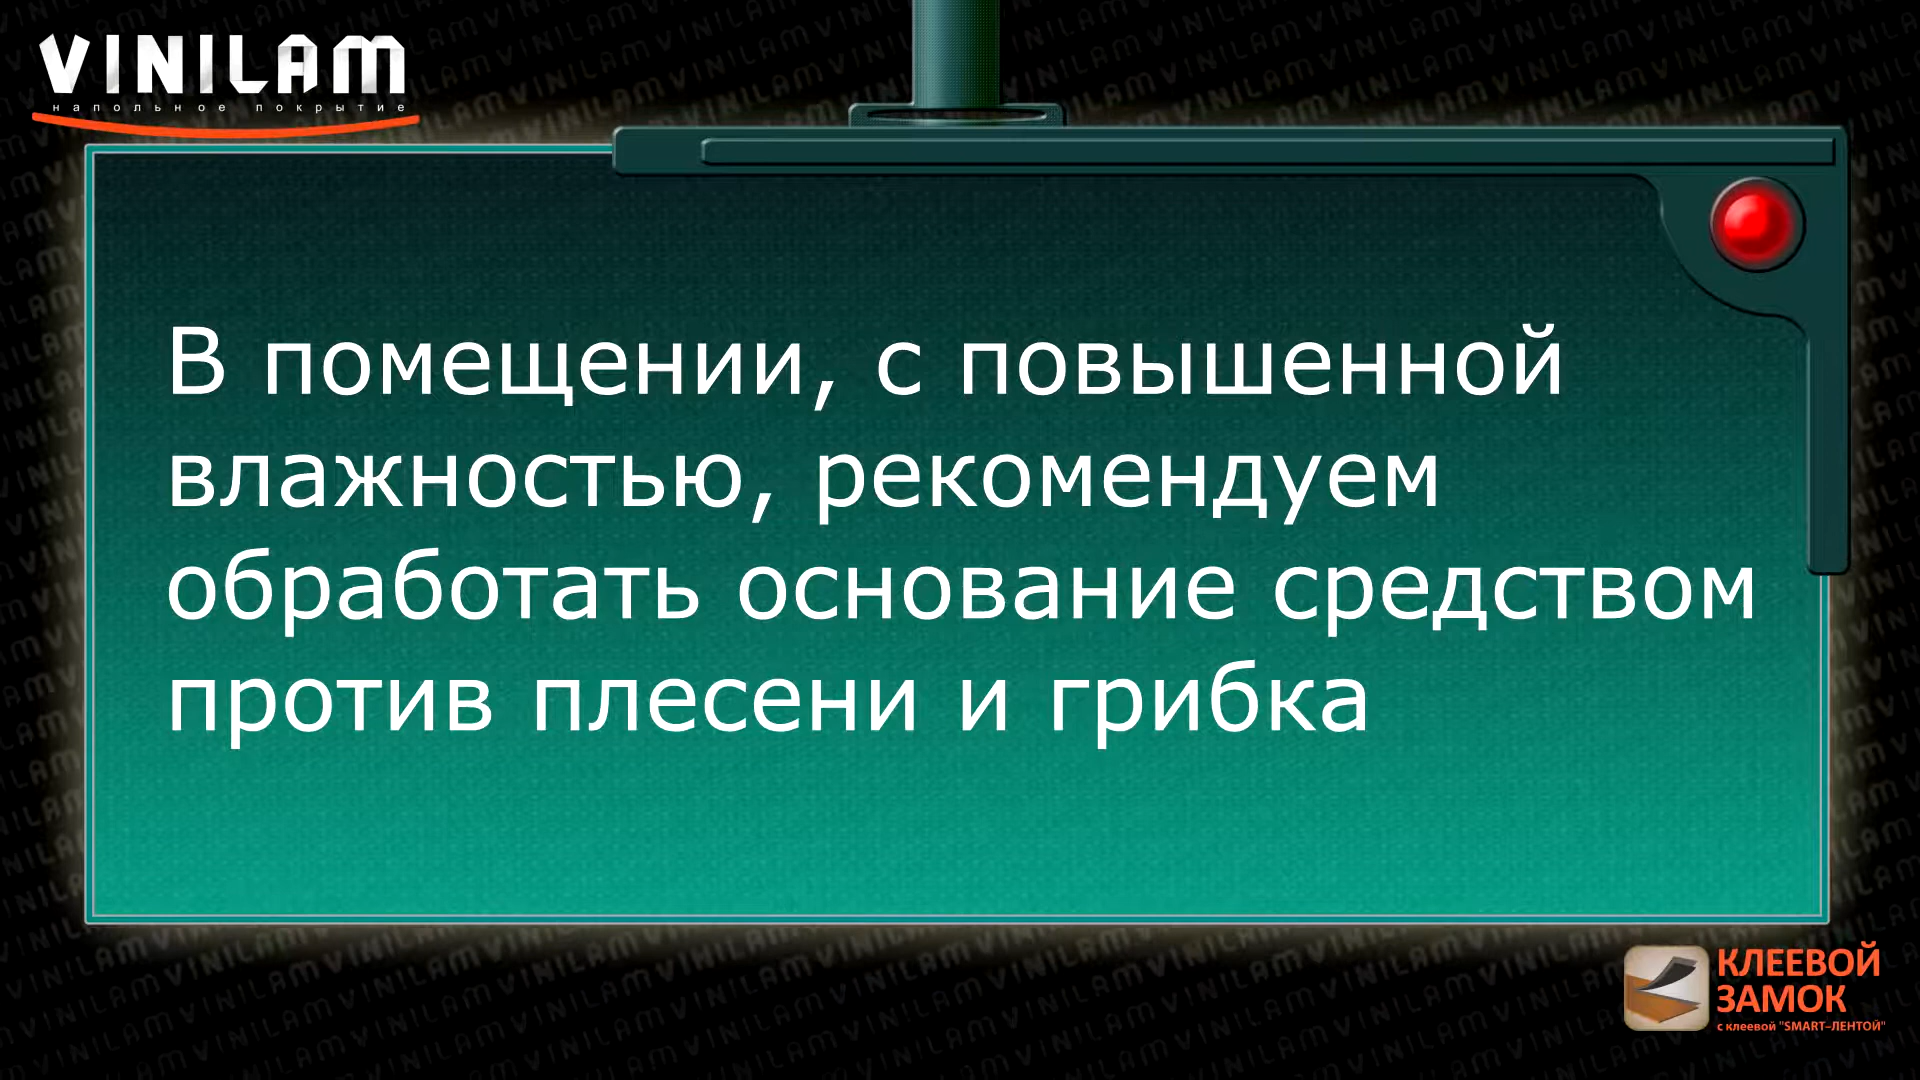 VINILAM
напольное покрытие
В помещении, с повышенной
влажностью, рекомендуем
обработать основание средством
против плесени и грибка
КЛЕЕВОЙ
ЗАМОК
с клеевой "SMART-ЛЕНТОЙ"